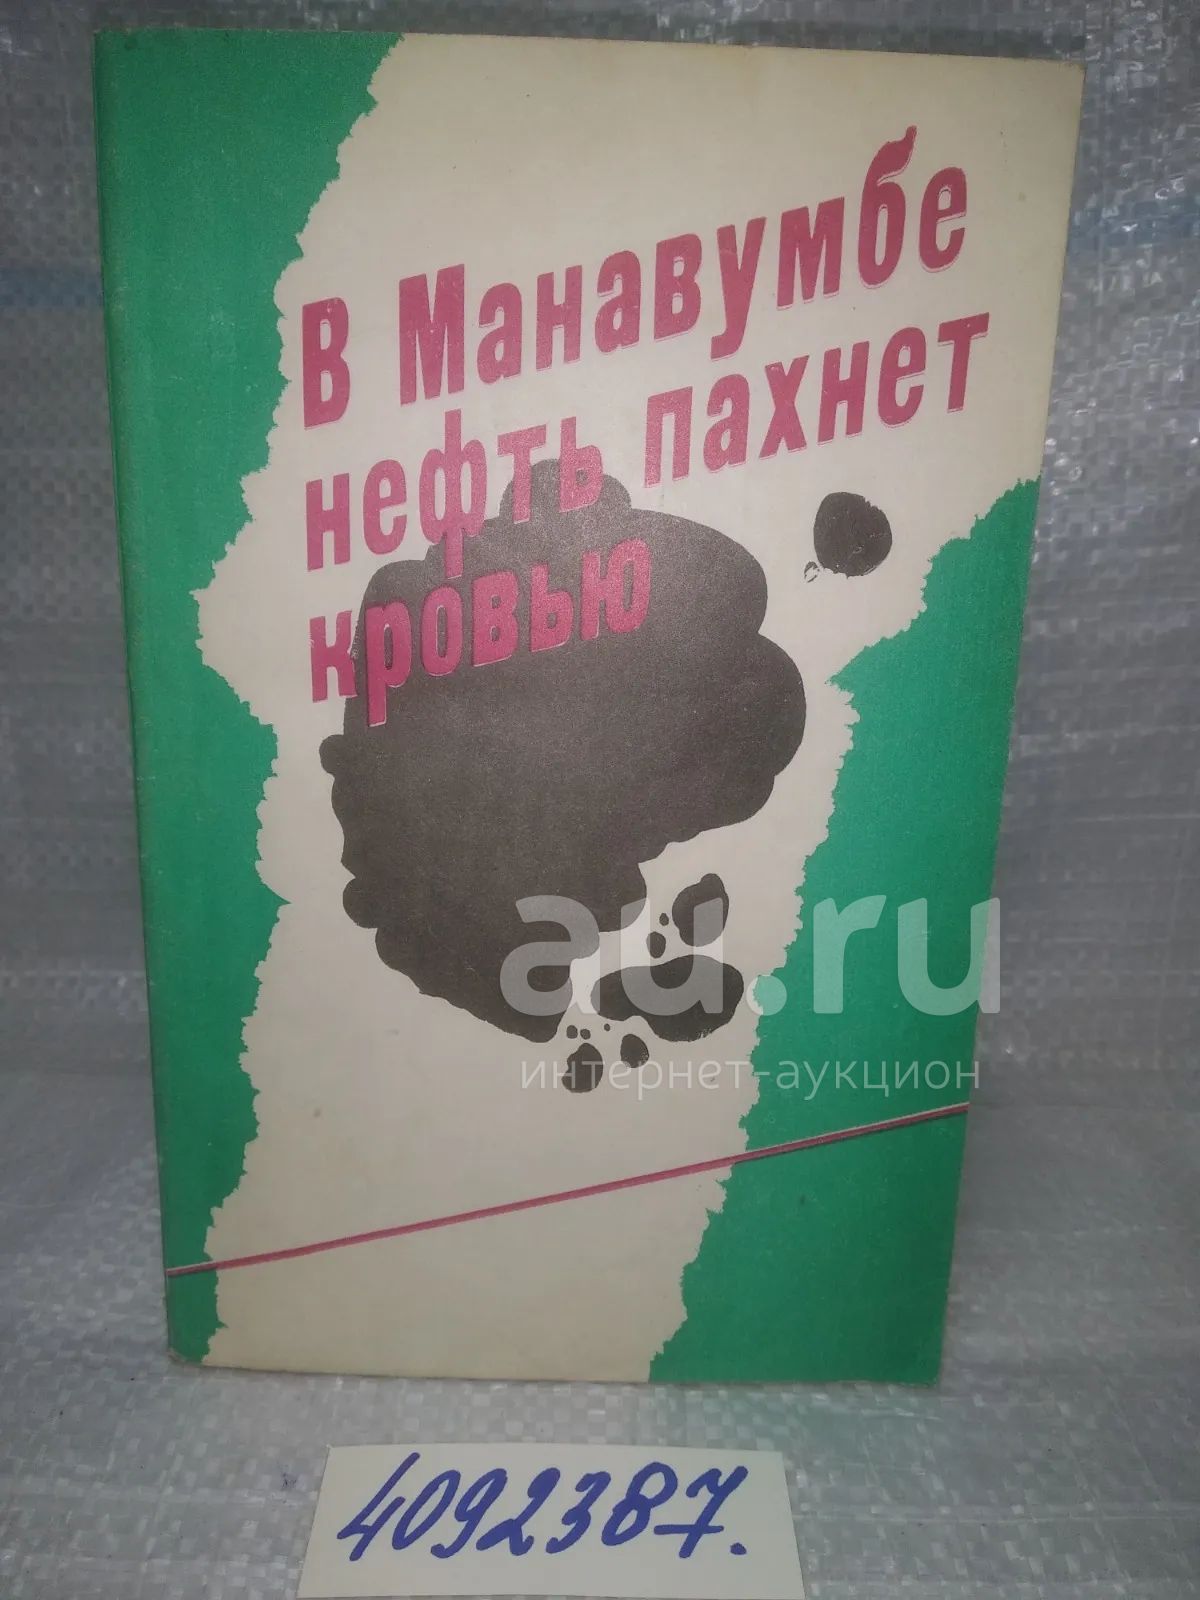 В Манавумбе
нефть пахнет
кровью
au.ru
интернет-аукцион
4092387.